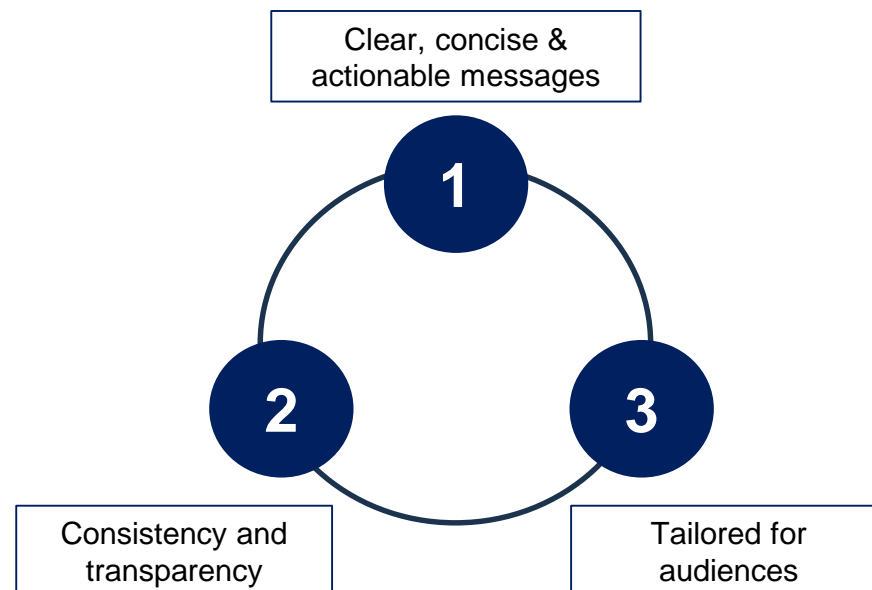 Clear, concise &
actionable messages
1
2
3
Consistency and
transparency
Tailored for
audiences